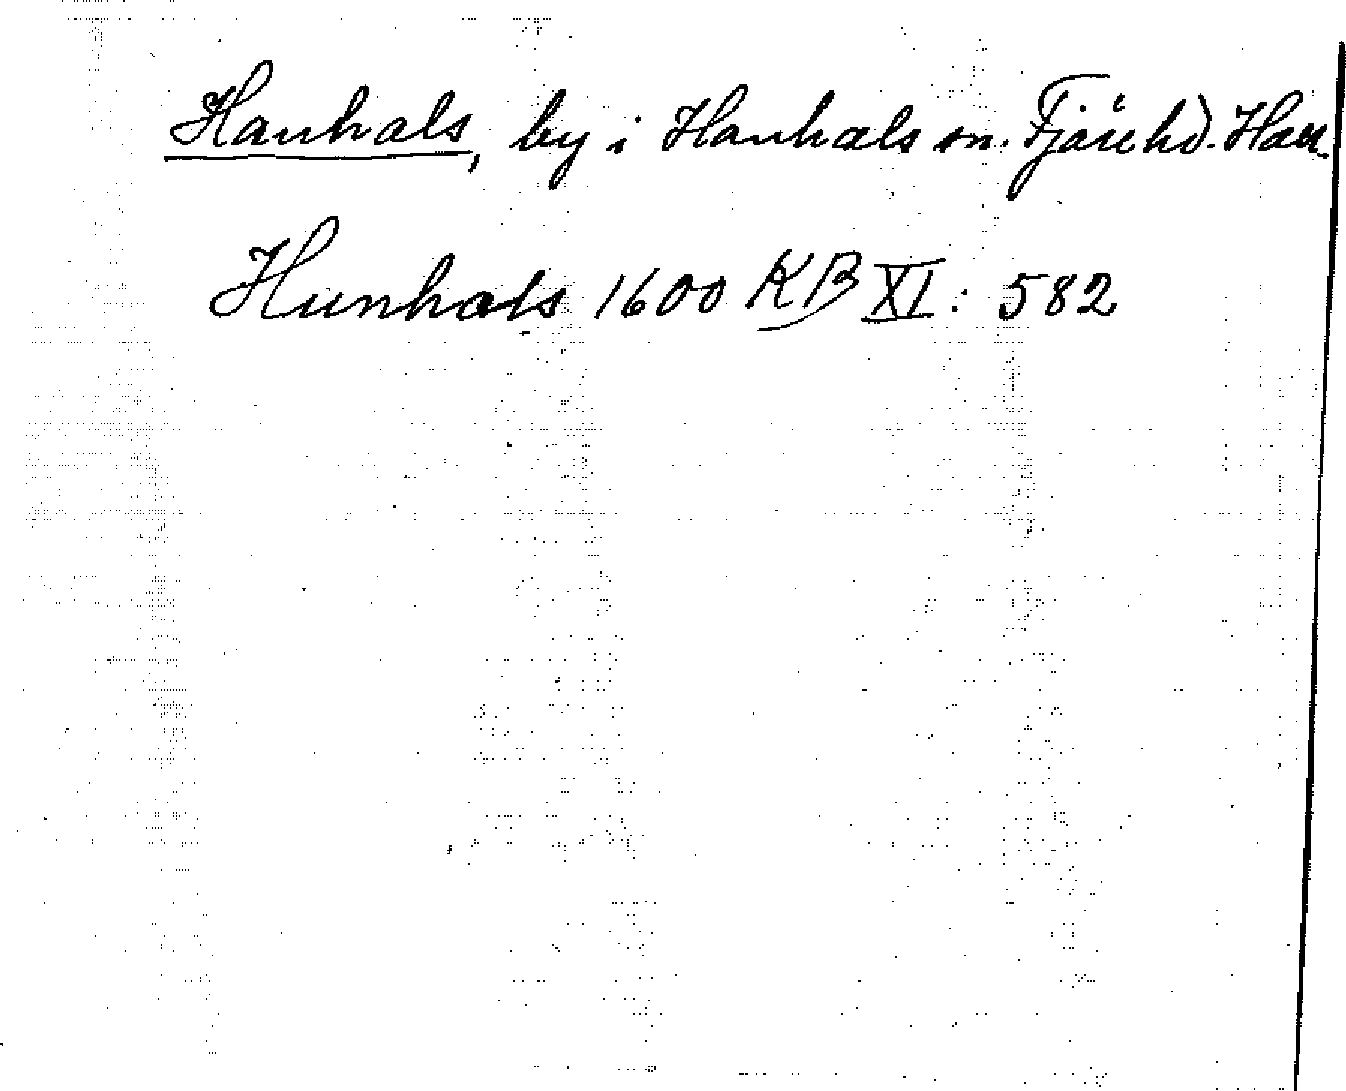 Hanhals, by i Hanhals sn. Fjäre hd. Hall.
Hunhals 1600 KB XI: 582